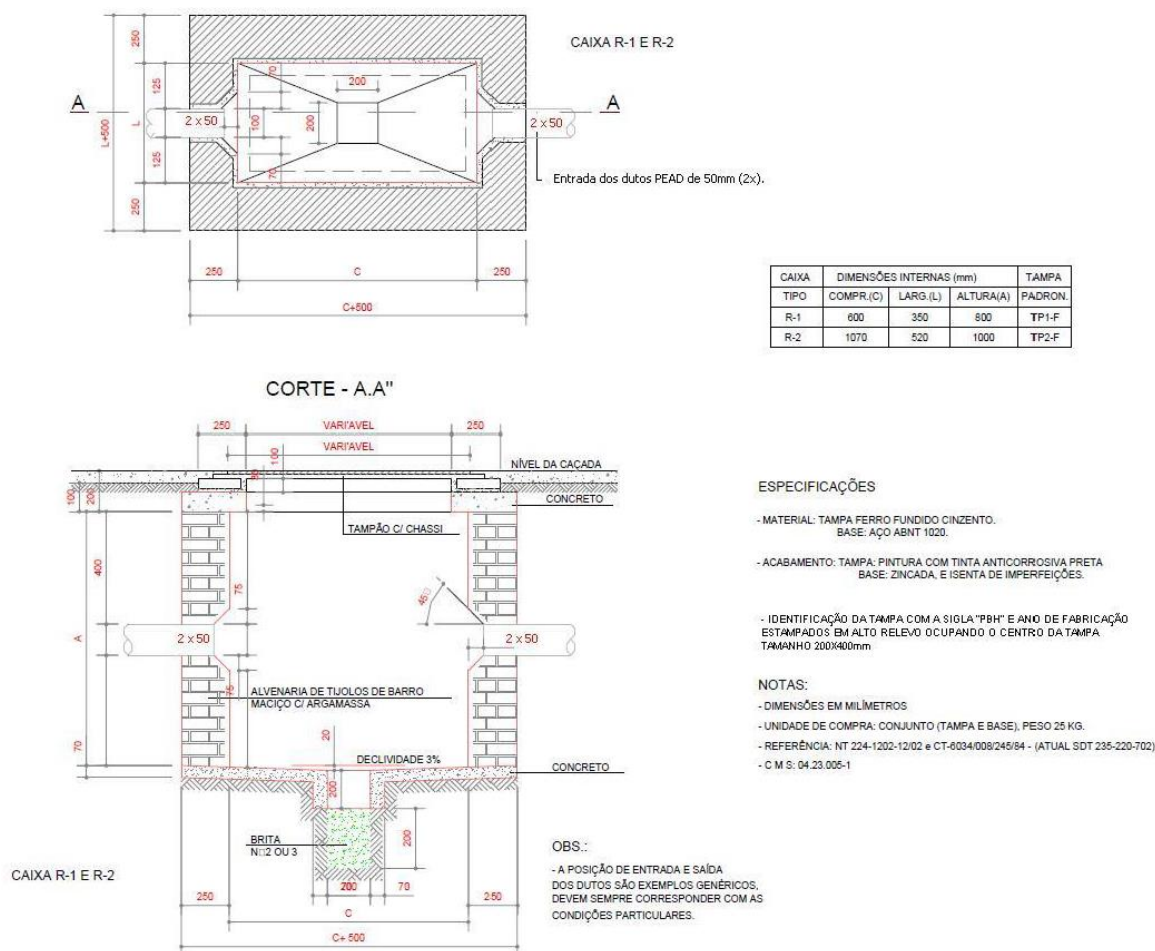 CAIXA R-1 E R-2
250
125
L
L+500
125
250
A
A
70
200
2 x 50
100
200
70
2 x 50
Entrada dos dutos PEAD de 50mm (2x).
250
C
250
C+500
CAIXA
DIMENSÕES INTERNAS (mm)
TAMPA
TIPO
COMPR.(C)
LARG.(L)
ALTURA(A)
PADRON.
R-1
600
350
800
TP1-F
R-2
1070
520
1000
TP2-F
CORTE - A.A"
250
VARI'AVEL
250
VARI'AVEL
100
NÍVEL DA CAÇADA
100
200
CONCRETO
TAMPÃO C/ CHASSI
400
75
45□
A
2 x 50
2 x 50
75
ALVENARIA DE TIJOLOS DE BARRO
MACIÇO C/ ARGAMASSA
70
20
DECLIVIDADE 3%
CONCRETO
200
BRITA
N□2 OU 3
200
CAIXA R-1 E R-2
250
70
200
70
250
C
C+ 500
ESPECIFICAÇÕES
- MATERIAL: TAMPA FERRO FUNDIDO CINZENTO.
BASE: AÇO ABNT 1020.
- ACABAMENTO: TAMPA: PINTURA COM TINTA ANTICORROSIVA PRETA
BASE: ZINCADA, E ISENTA DE IMPERFEIÇÕES.
- IDENTIFICAÇÃO DA TAMPA COM A SIGLA "PBH" E ANO DE FABRICAÇÃO
ESTAMPADOS EM ALTO RELEVO OCUPANDO O CENTRO DA TAMPA
TAMANHO 200X400mm
NOTAS:
- DIMENSÕES EM MILÍMETROS
- UNIDADE DE COMPRA: CONJUNTO (TAMPA E BASE), PESO 25 KG.
- REFERÊNCIA: NT 224-1202-12/02 e CT-6034/008/245/84 - (ATUAL SDT 235-220-702)
- C M S: 04.23.005-1
OBS.:
- A POSIÇÃO DE ENTRADA E SAÍDA
DOS DUTOS SÃO EXEMPLOS GENÉRICOS,
DEVEM SEMPRE CORRESPONDER COM AS
CONDIÇÕES PARTICULARES.